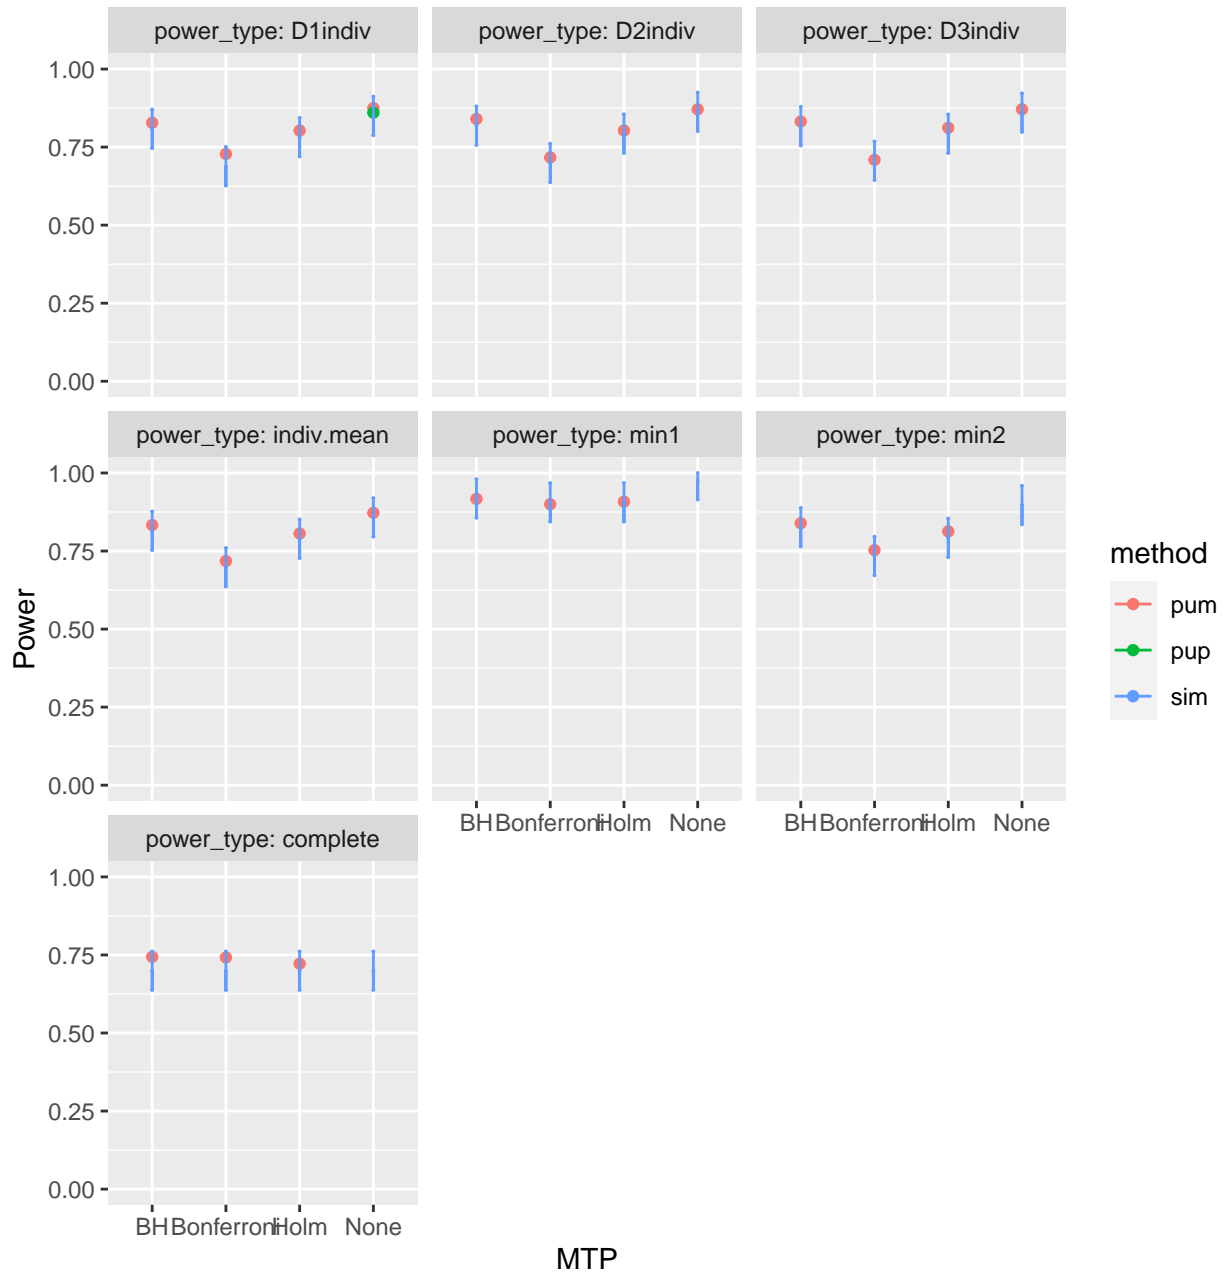 power_type: D1indiv
power_type: D2indiv
power_type: D3indiv
1.00
0.75
0.50
0.25
0.00
power_type: indiv.mean
power_type: min1
power_type: min2
1.00
0.75
0.50
0.25
0.00
BH Bonferroni Holm None
BH Bonferroni Holm None
power_type: complete
1.00
0.75
0.50
0.25
0.00
BH Bonferroni Holm None
MTP
Power
method
pum
pup
sim